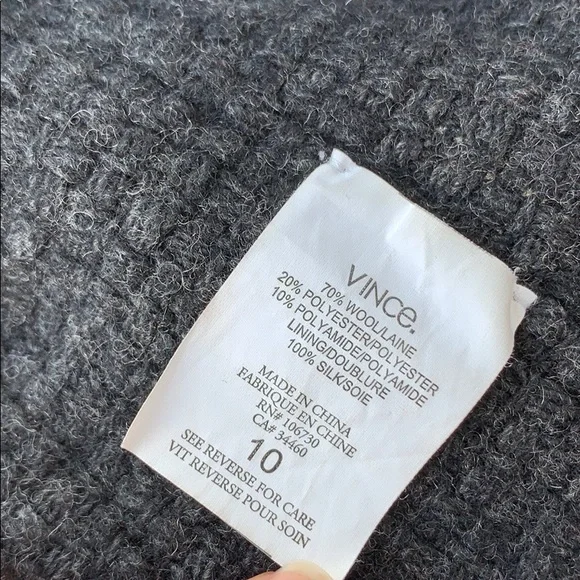 VINCE.
70% WOOL/LAINE
20% POLYESTER/POLYESTER
10% POLYAMIDE/POLYAMIDE
LINING/DOUBLURE
100% SILK/SOIE
MADE IN CHINA
FABRIQUE EN CHINE
RN# 106730
CA# 34460
10
SEE REVERSE FOR CARE
VIT REVERSE POUR SOIN